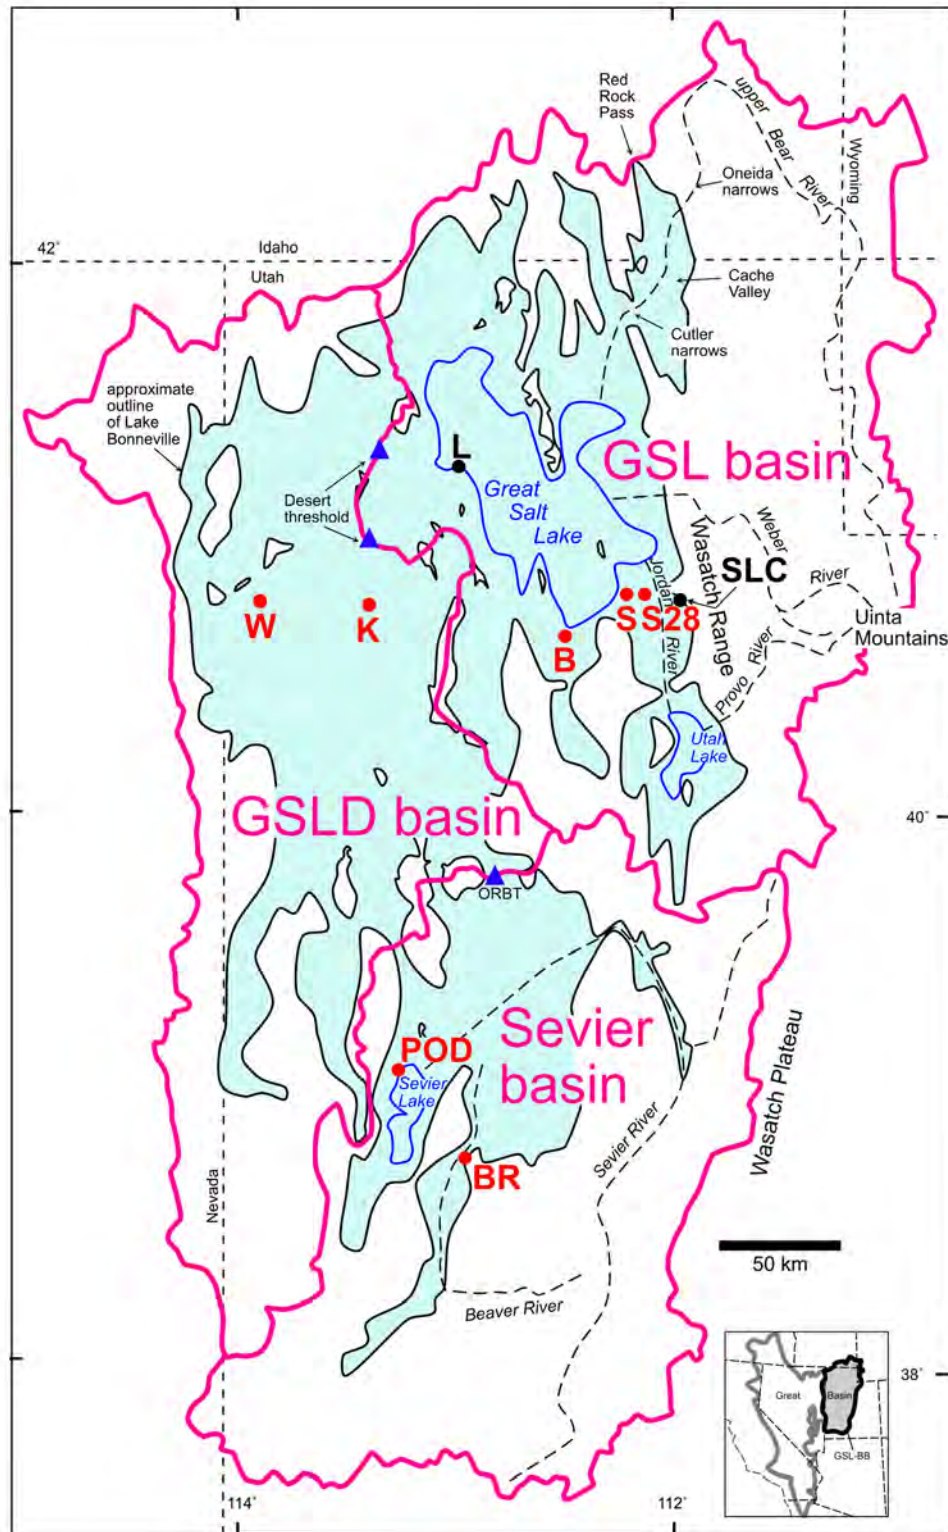 Red
Rock
Pass
upper
Bear
River
Wyoming
Oneida
narrows
42°
Idaho
Utah
Cache
Valley
Cutler
narrows
approximate
outline
of Lake
Bonneville
L
GSL basin
Great
Salt
Lake
Desert
threshold
Weber
River
Wasatch Range
SLC
Jordan
River
W
K
S
S28
B
Uinta
Mountains
Provo River
Utah
Lake
GSLD basin
40°
ORBT
Sevier
basin
POD
Sevier
Lake
Wasatch Plateau
BR
Sevier River
Nevada
50 km
Beaver River
Great
Basin
GSL-BB
38°
114°
112°